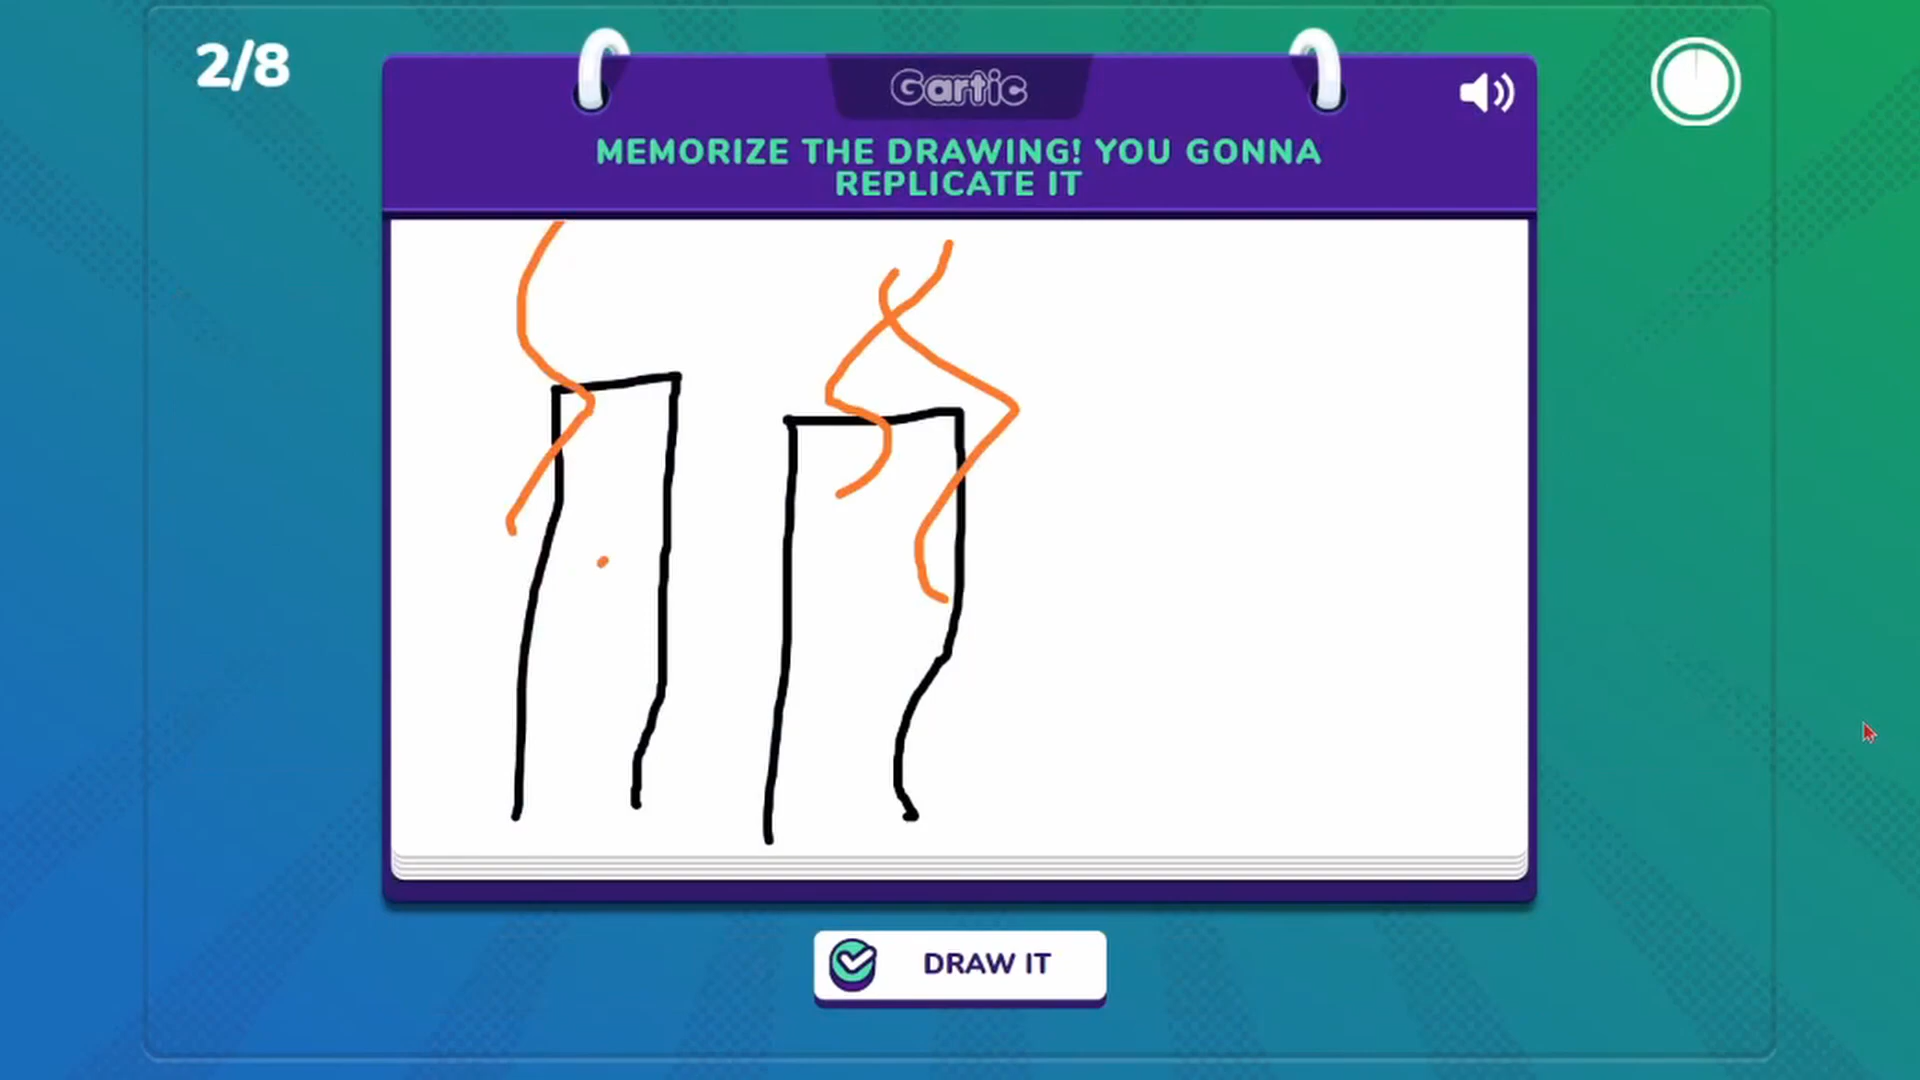 2/8
Gartic
MEMORIZE THE DRAWING! YOU GONNA
REPLICATE IT
DRAW IT